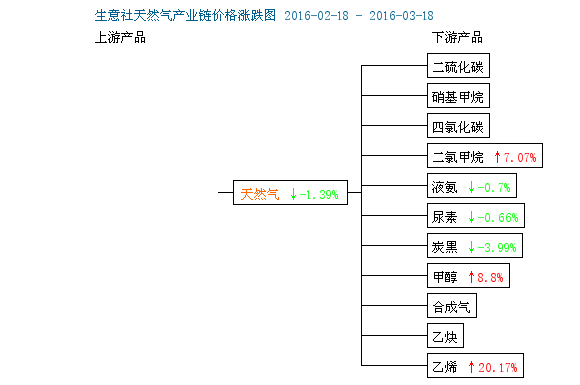 生意社天然气产业链价格涨跌图 2016-02-18 - 2016-03-18
上游产品 下游产品
二硫化碳
硝基甲烷
四氯化碳
二氯甲烷 ↑7.07%
天然气 ↓-1.39%
液氨 ↓-0.7%
尿素 ↓-0.66%
炭黑 ↓-3.99%
甲醇 ↑8.8%
合成气
乙炔
乙烯 ↑20.17%